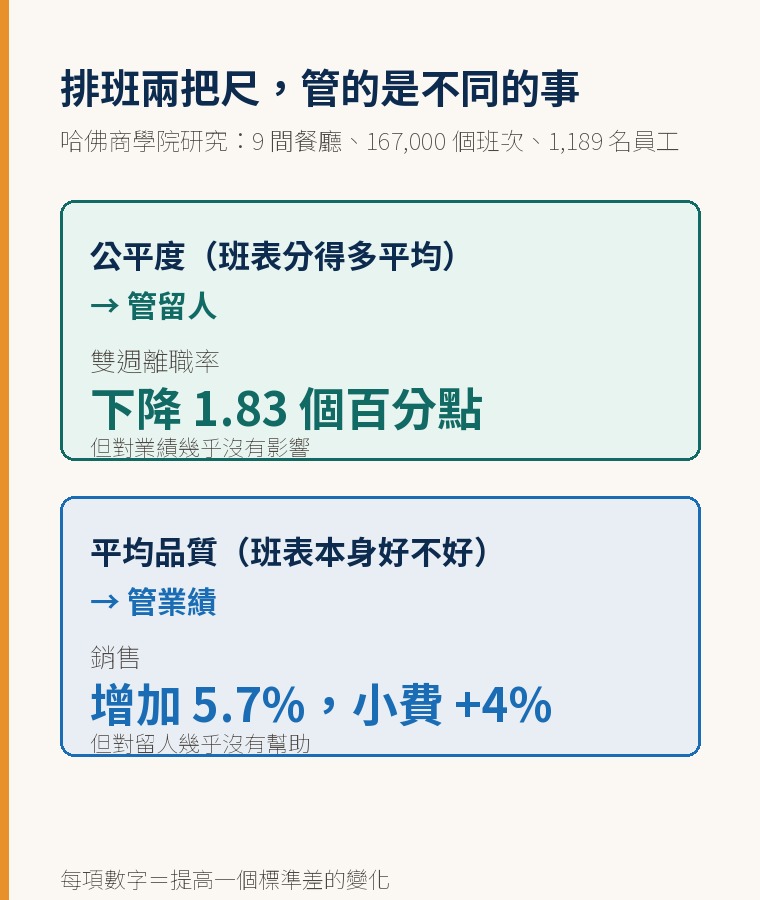 排班兩把尺，管的是不同的事
哈佛商學院研究：9 間餐廳、167,000 個班次、1,189 名員工
公平度（班表分得多平均）
→ 管留人
雙週離職率
下降 1.83 個百分點
但對業績幾乎沒有影響
平均品質（班表本身好不好）
→ 管業績
銷售
增加 5.7%，小費 +4%
但對留人幾乎沒有幫助
每項數字＝提高一個標準差的變化